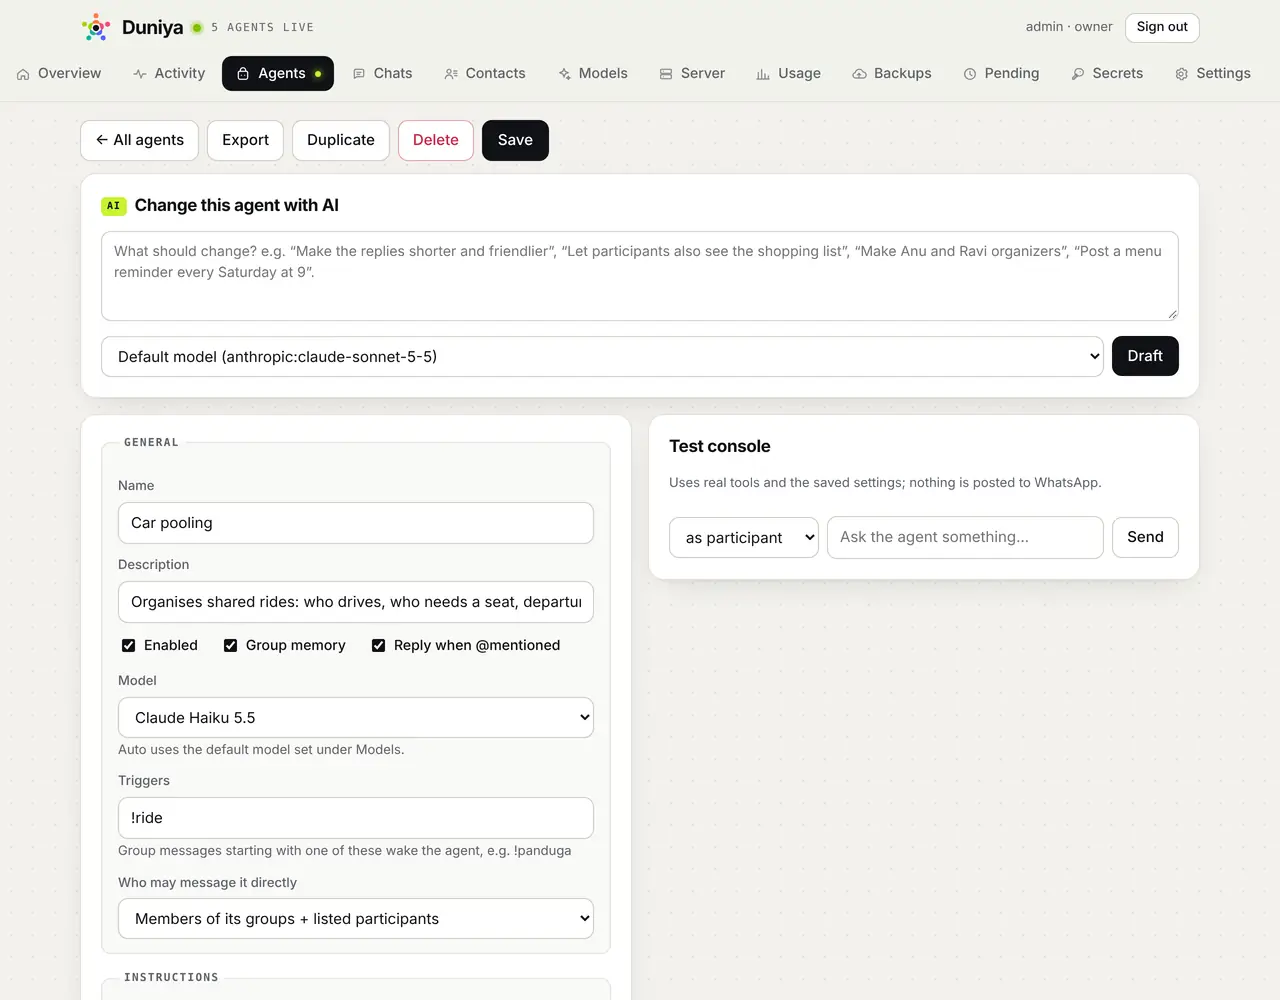 Duniya 5 AGENTS LIVE
admin · owner
Sign out
Overview
Activity
Agents
Chats
Contacts
Models
Server
Usage
Backups
Pending
Secrets
Settings
← All agents
Export
Duplicate
Delete
Save
AI Change this agent with AI
What should change? e.g. “Make the replies shorter and friendlier”, “Let participants also see the shopping list”, “Make Anu and Ravi organizers”, “Post a menu
reminder every Saturday at 9”.
Default model (anthropic:claude-sonnet-5-5)
Draft
GENERAL
Name
Car pooling
Description
Organises shared rides: who drives, who needs a seat,
Enabled
Group memory
Reply when @mentioned
Model
Claude Haiku 5.5
Auto uses the default model set under Models.
Triggers
!ride
Group messages starting with one of these wake the agent, e.g. !panduga
Who may message it directly
Members of its groups + listed participants
INSTRUCTIONS
Test console
Uses real tools and the saved settings; nothing is posted to WhatsApp.
as participant
Ask the agent something...
Send